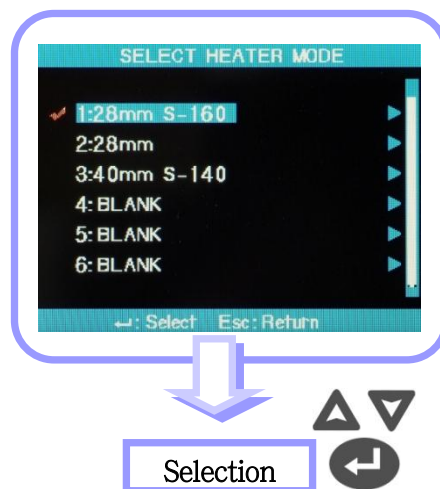 SELECT HEATER MODE
1:28mm S-160
2:28mm
3:40mm S-140
4:BLANK
5:BLANK
6:BLANK
↵: Select Esc:Return
Selection